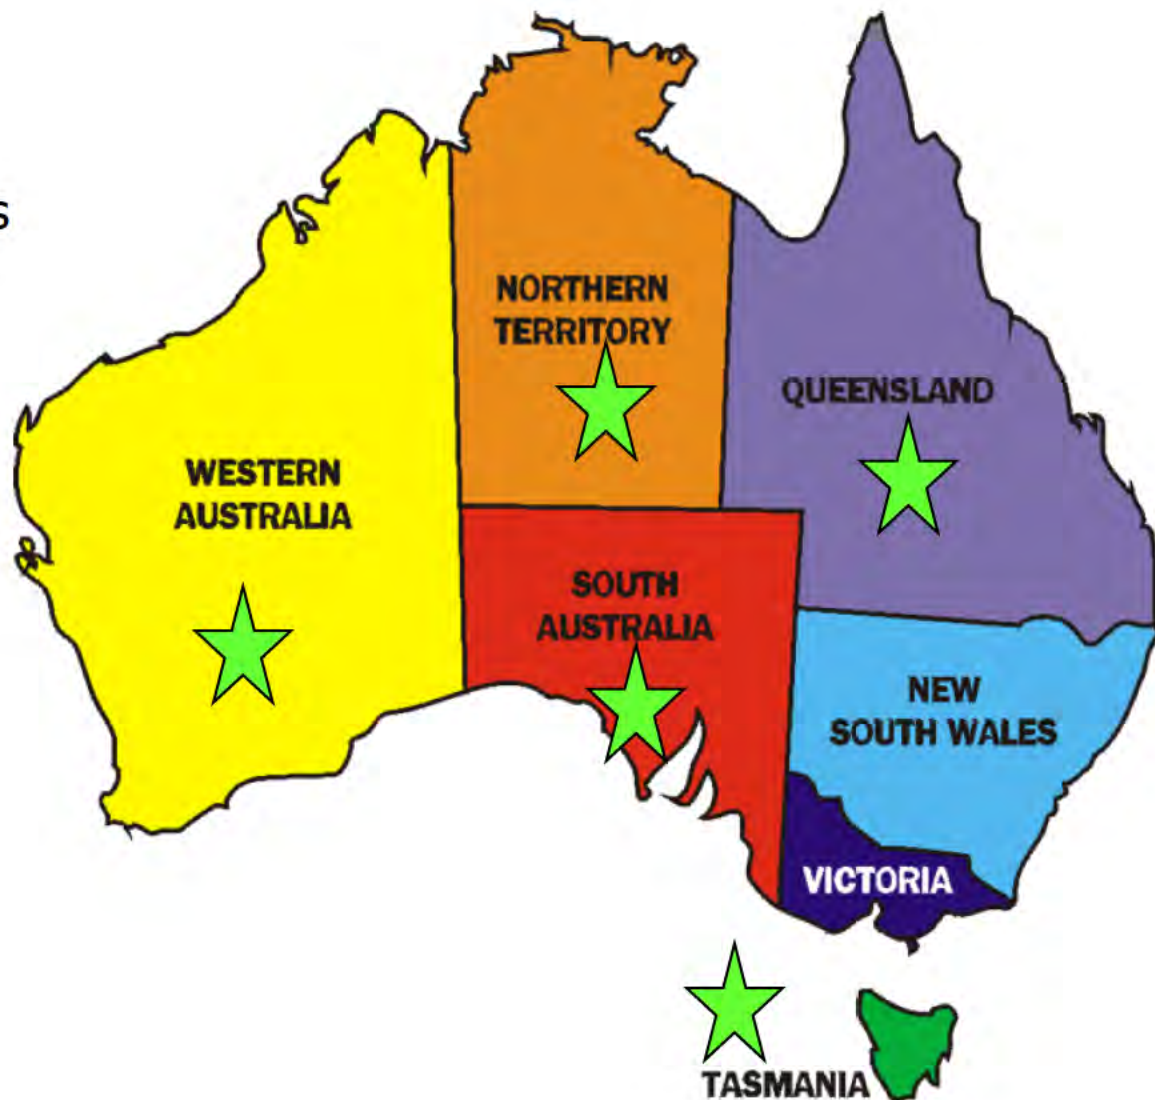 s
NORTHERN
TERRITORY
QUEENSLAND
WESTERN
AUSTRALIA
SOUTH
AUSTRALIA
NEW
SOUTH WALES
VICTORIA
TASMANIA